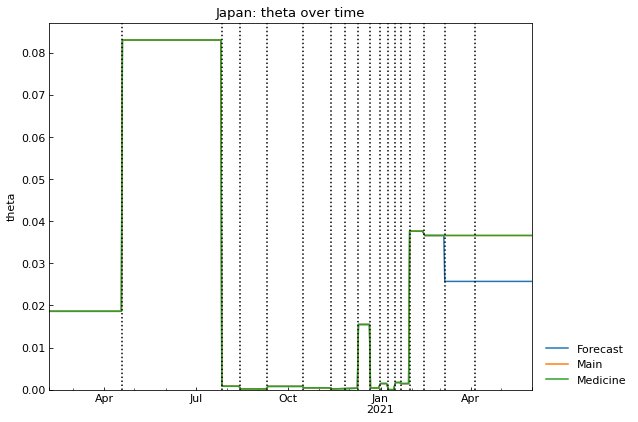 Japan: theta over time
theta
0.08
0.07
0.06
0.05
0.04
0.03
0.02
0.01
0.00
Apr Jul Oct Jan Apr
2021
Forecast
Main
Medicine